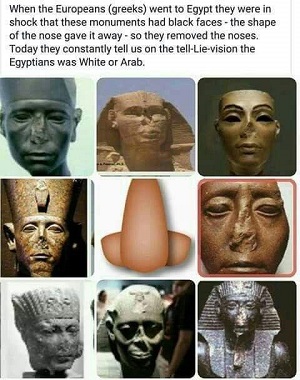 When the Europeans (greeks) went to Egypt they were in
shock that these monuments had black faces - the shape
of the nose gave it away - so they removed the noses.
Today they constantly tell us on the tell-Lie-vision the
Egyptians was White or Arab.